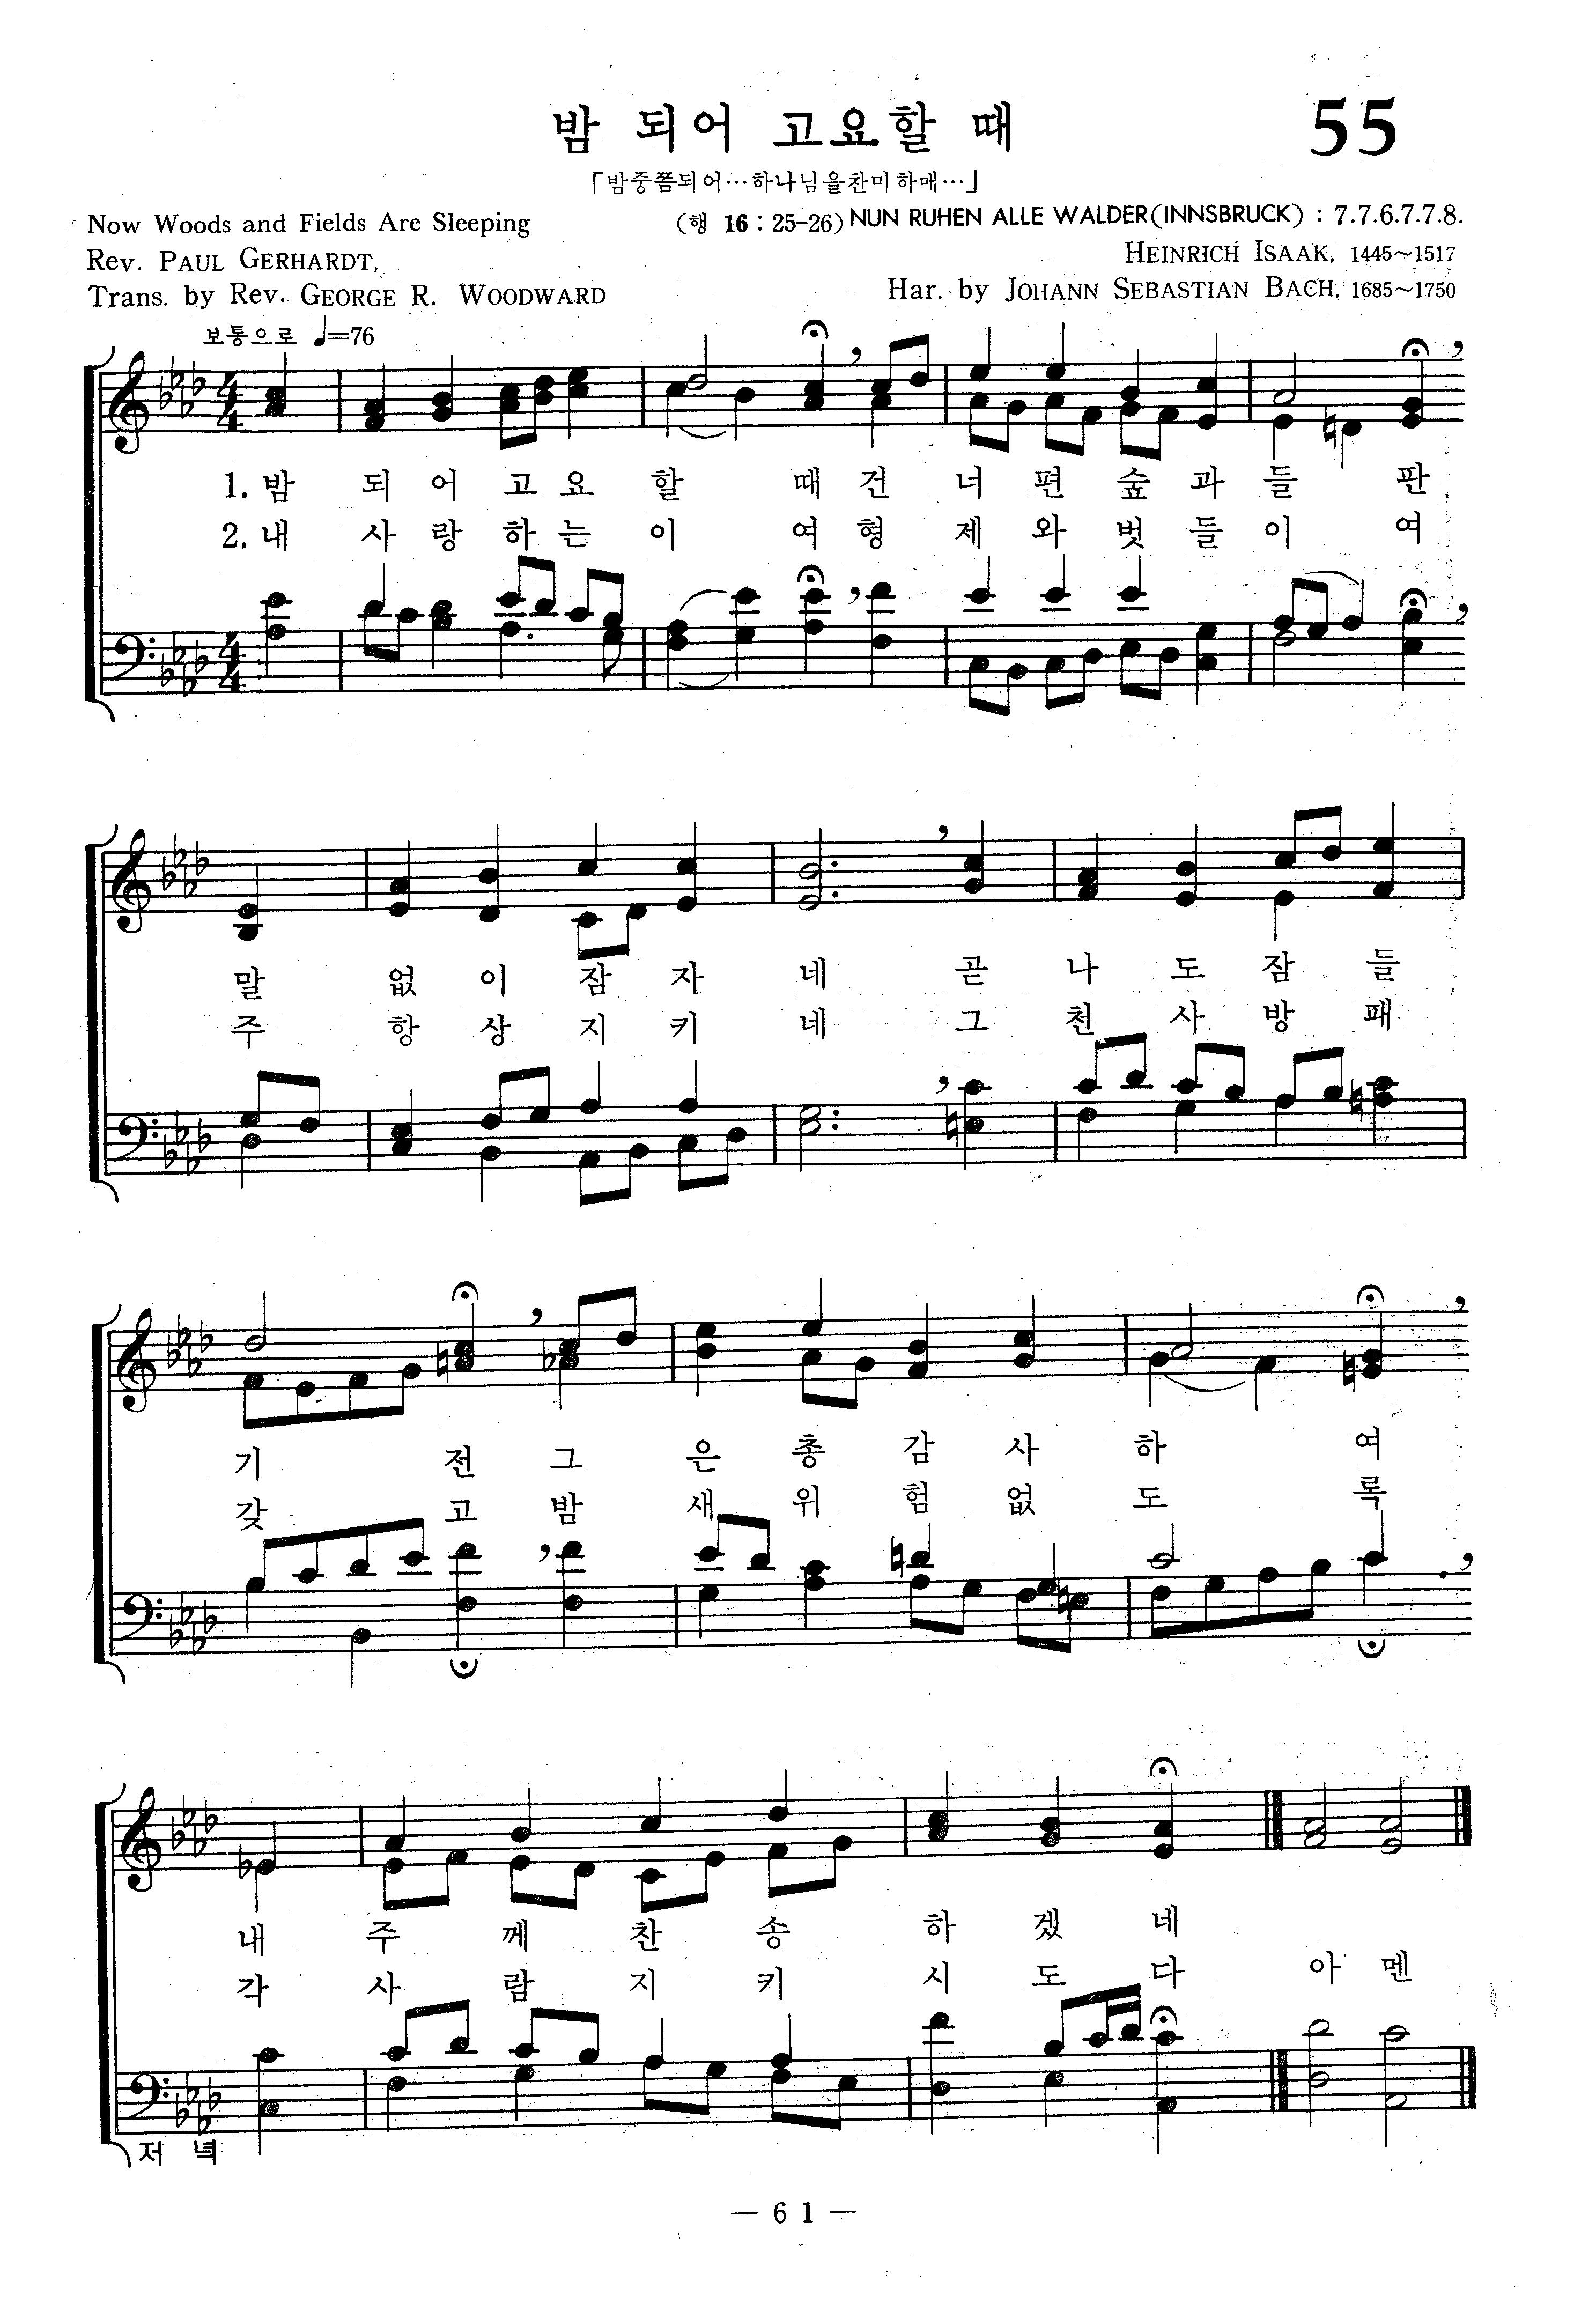 밤 되어 고요할 때
55
「밤중쯤되어…하나님을찬미하매…」
Now Woods and Fields Are Sleeping
(행 16 : 25-26) NUN RUHEN ALLE WALDER(INNSBRUCK) : 7.7.6.7.7.8.
Rev. PAUL GERHARDT,
HEINRICH ISAAK, 1445~1517
Trans. by Rev. GEORGE R. WOODWARD
Har. by JOHANN SEBASTIAN BACH, 1685~1750
보통으로 ♩=76
4
4
1. 밤 되 어 고 요 할 때 건 너 편 숲 과 들 판
2. 내 사 랑 하 는 이 여 형 제 와 벗 들 이 여
4
4
말 없 이 잠 자 네 곧 나 도 잠 들
주 항 상 지 키 네 그 천 사 방 패
기 전 그 은 총 감 사 하 여
갖 고 밤 새 위 험 없 도 록
내 주 께 찬 송 하 겠 네
각 사 람 지 키 시 도 다 아 멘
저 녁
— 6 1 —